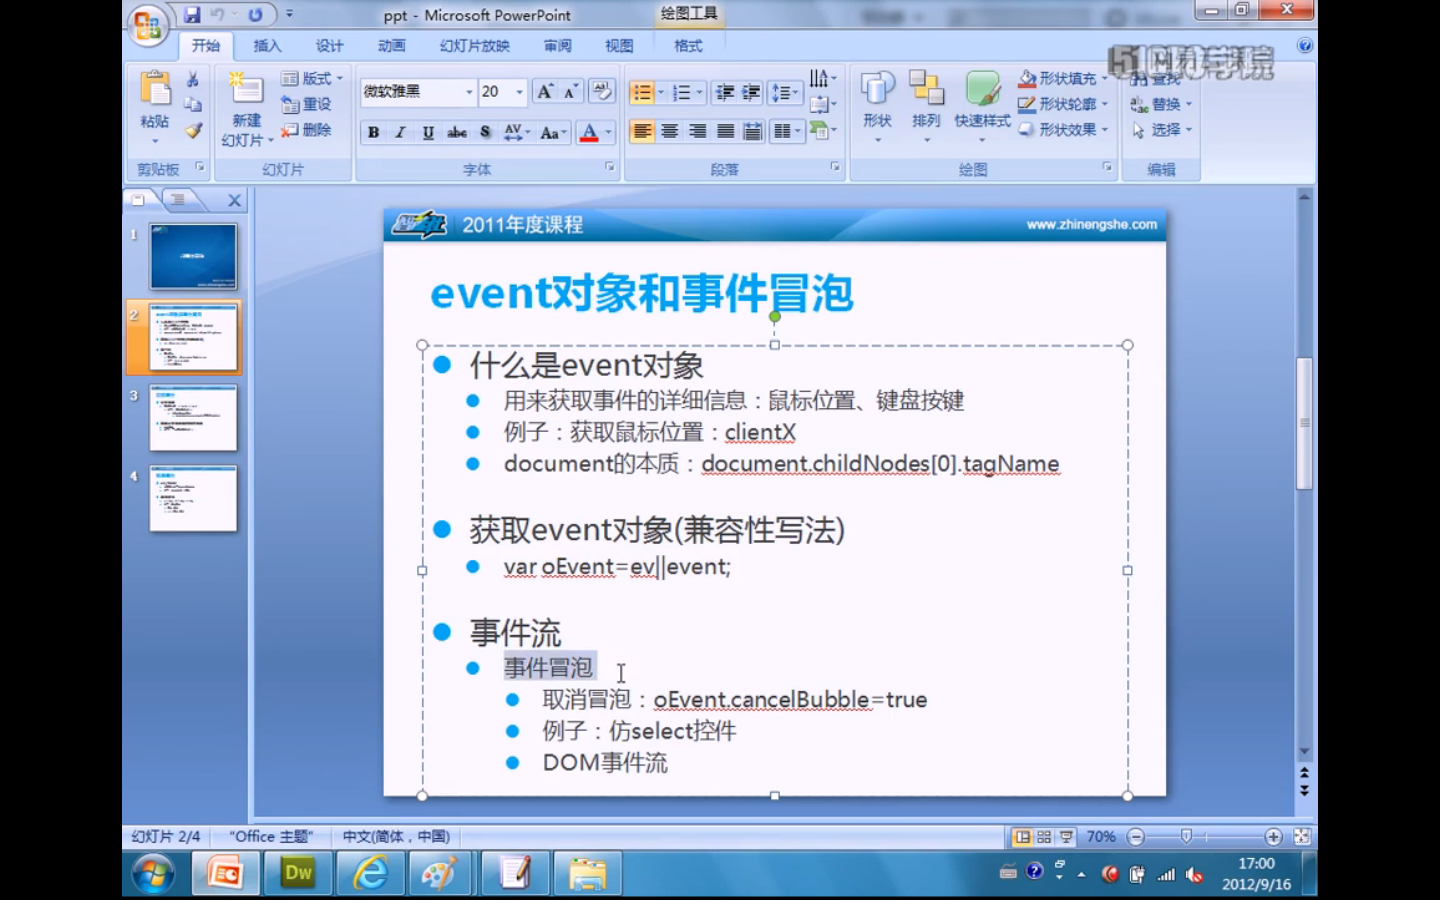 ppt - Microsoft PowerPoint
绘图工具
开始 插入 设计 动画 幻灯片放映 审阅 视图 格式
粘贴
剪贴板
新建
幻灯片
版式
重设
删除
幻灯片
微软雅黑 20
B I U abc S AV Aa A
字体
段落
形状 排列 快速样式
形状填充
形状轮廓
形状效果
绘图
查找
替换
选择
编辑
1
2
3
4
2011年度课程
www.zhinengshe.com
event对象和事件冒泡
什么是event对象
用来获取事件的详细信息：鼠标位置、键盘按键
例子：获取鼠标位置：clientX
document的本质：document.childNodes[0].tagName
获取event对象(兼容性写法)
var oEvent=ev||event;
事件流
事件冒泡
取消冒泡：oEvent.cancelBubble=true
例子：仿select控件
DOM事件流
幻灯片 2/4 "Office 主题" 中文(简体，中国) 70%
Dw
17:00
2012/9/16